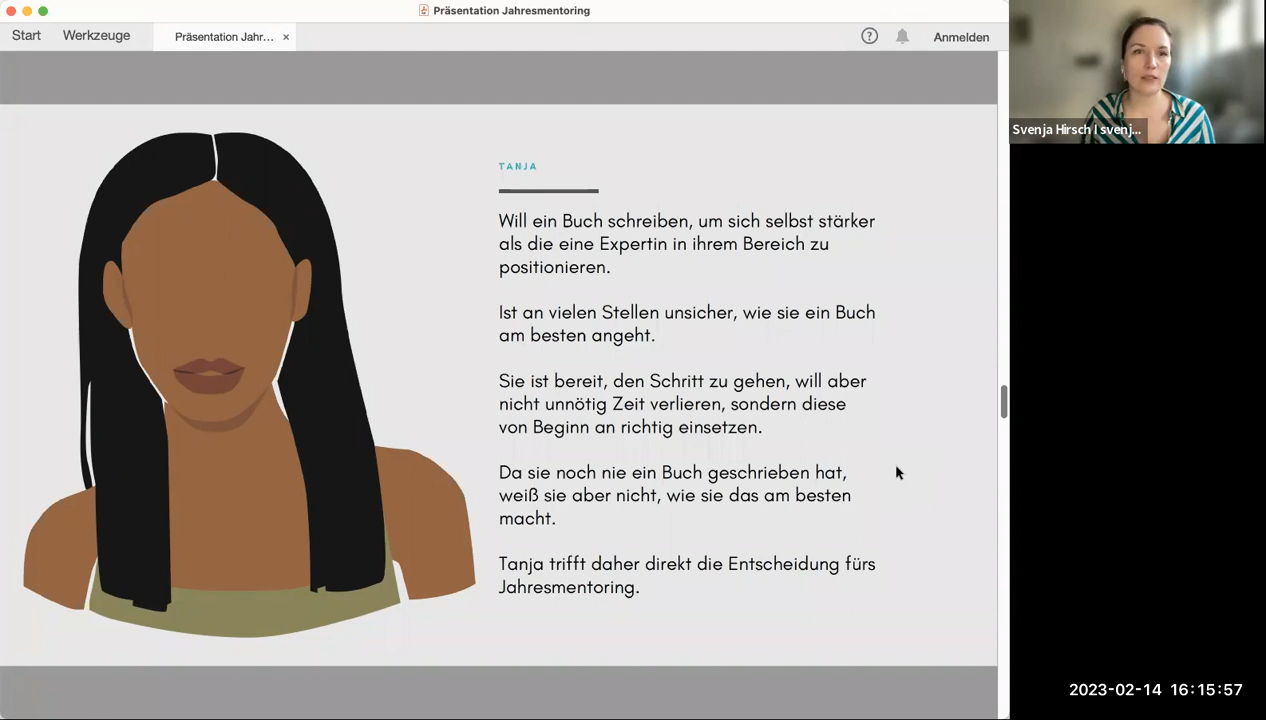 Präsentation Jahresmentoring
Start Werkzeuge Präsentation Jahr... × ? Anmelden
Svenja Hirsch I svenj...
TANJA
Will ein Buch schreiben, um sich selbst stärker
als die eine Expertin in ihrem Bereich zu
positionieren.
Ist an vielen Stellen unsicher, wie sie ein Buch
am besten angeht.
Sie ist bereit, den Schritt zu gehen, will aber
nicht unnötig Zeit verlieren, sondern diese
von Beginn an richtig einsetzen.
Da sie noch nie ein Buch geschrieben hat,
weiß sie aber nicht, wie sie das am besten
macht.
Tanja trifft daher direkt die Entscheidung fürs
Jahresmentoring.
2023-02-14 16:15:57